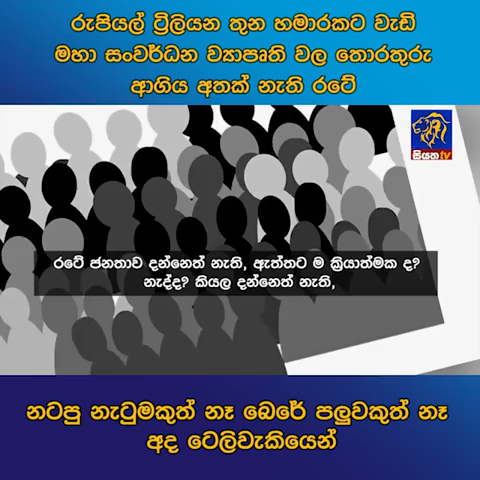 රුපියල් ට්‍රිලියන තුන හමාරකට වැඩි
මහා සංවර්ධන ව්‍යාපෘති වල තොරතුරු
ආගිය අතක් නැති රටේ
සියත tv
රටේ ජනතාව දන්නෙත් නැති, ඇත්තට ම ක්‍රියාත්මක ද?
නැද්ද? කියල දන්නෙත් නැති,
නටපු නැටුමකුත් නෑ බෙරේ පලුවකුත් නෑ
අද ටෙලිවැකියෙන්